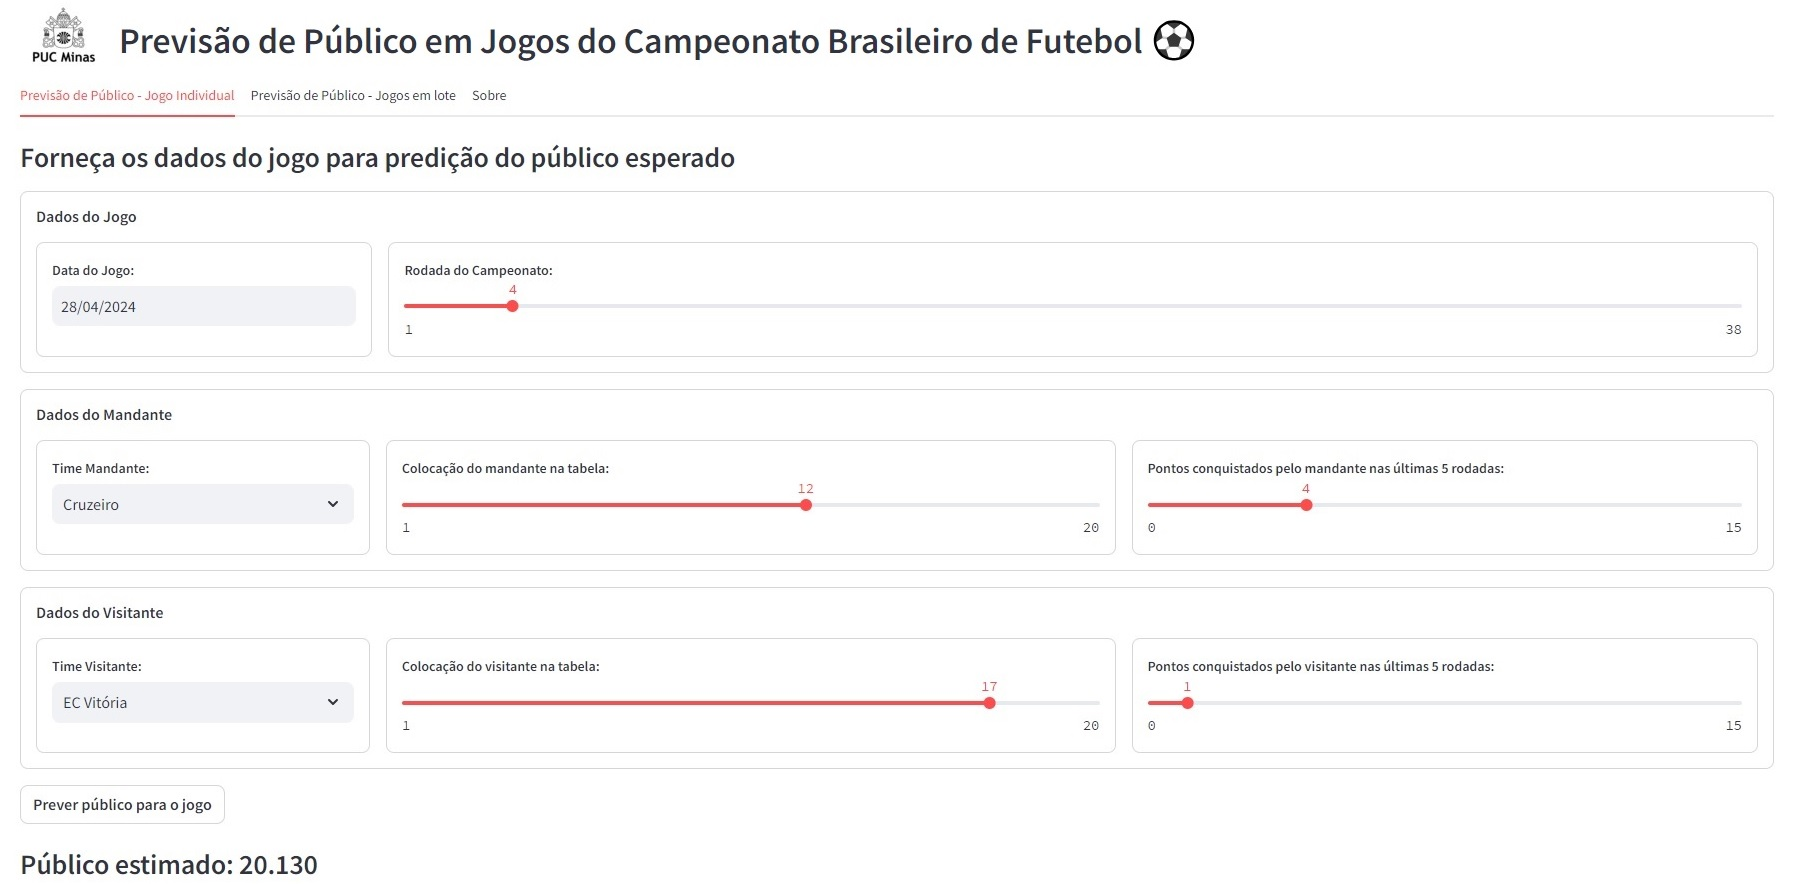 PUC Minas
Previsão de Público em Jogos do Campeonato Brasileiro de Futebol
Previsão de Público - Jogo Individual
Previsão de Público - Jogos em lote
Sobre
Forneça os dados do jogo para predição do público esperado
Dados do Jogo
Data do Jogo:
28/04/2024
Rodada do Campeonato:
4
1
38
Dados do Mandante
Time Mandante:
Cruzeiro
Colocação do mandante na tabela:
12
1
20
Pontos conquistados pelo mandante nas últimas 5 rodadas:
4
0
15
Dados do Visitante
Time Visitante:
EC Vitória
Colocação do visitante na tabela:
17
1
20
Pontos conquistados pelo visitante nas últimas 5 rodadas:
1
0
15
Prever público para o jogo
Público estimado: 20.130